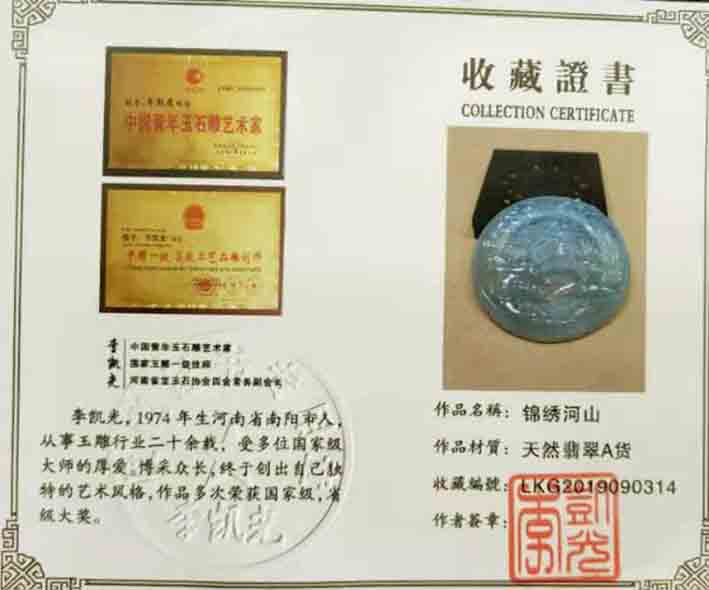 中国青年玉石雕艺术家
李凯光
中国青年玉石雕艺术家
国家玉雕一级技师
河南省宝玉石协会四会常务副会长
李凯光，1974年生河南省南阳市人，
从事玉雕行业二十余载，受多位国家级
大师的厚爱，博采众长，终于创出自己独
特的艺术风格，作品多次荣获国家级，省
级大奖。
李凯光
收藏證書
COLLECTION CERTIFICATE
作品名稱：锦绣河山
作品材質：天然翡翠A货
收藏編號：LKG2019090314
作者簽章：